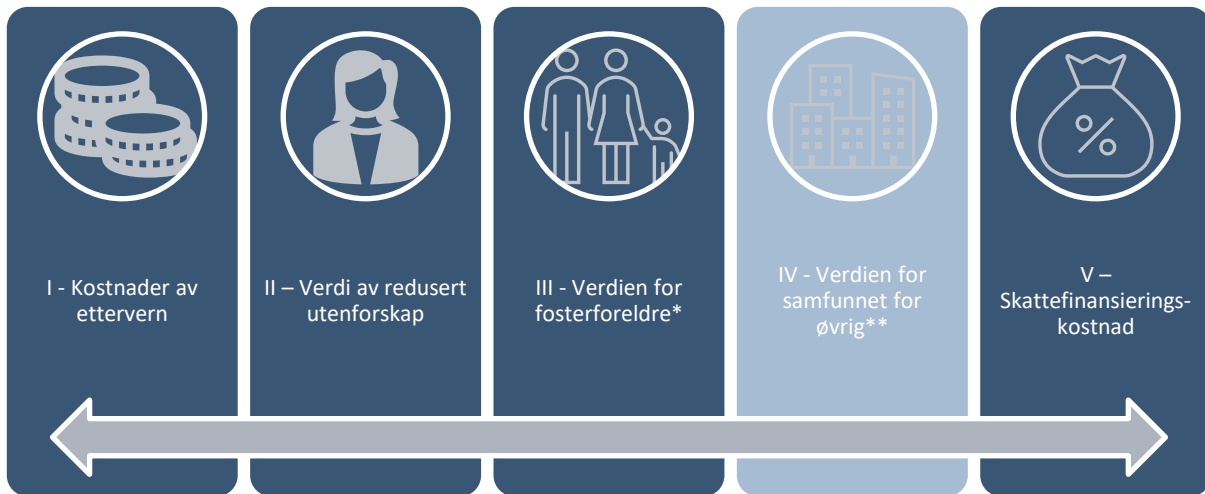 I - Kostnader av
ettervern
II – Verdi av redusert
utenforskap
III - Verdien for
fosterforeldre*
IV - Verdien for
samfunnet for
øvrig**
V –
Skattefinansierings-
kostnad
%